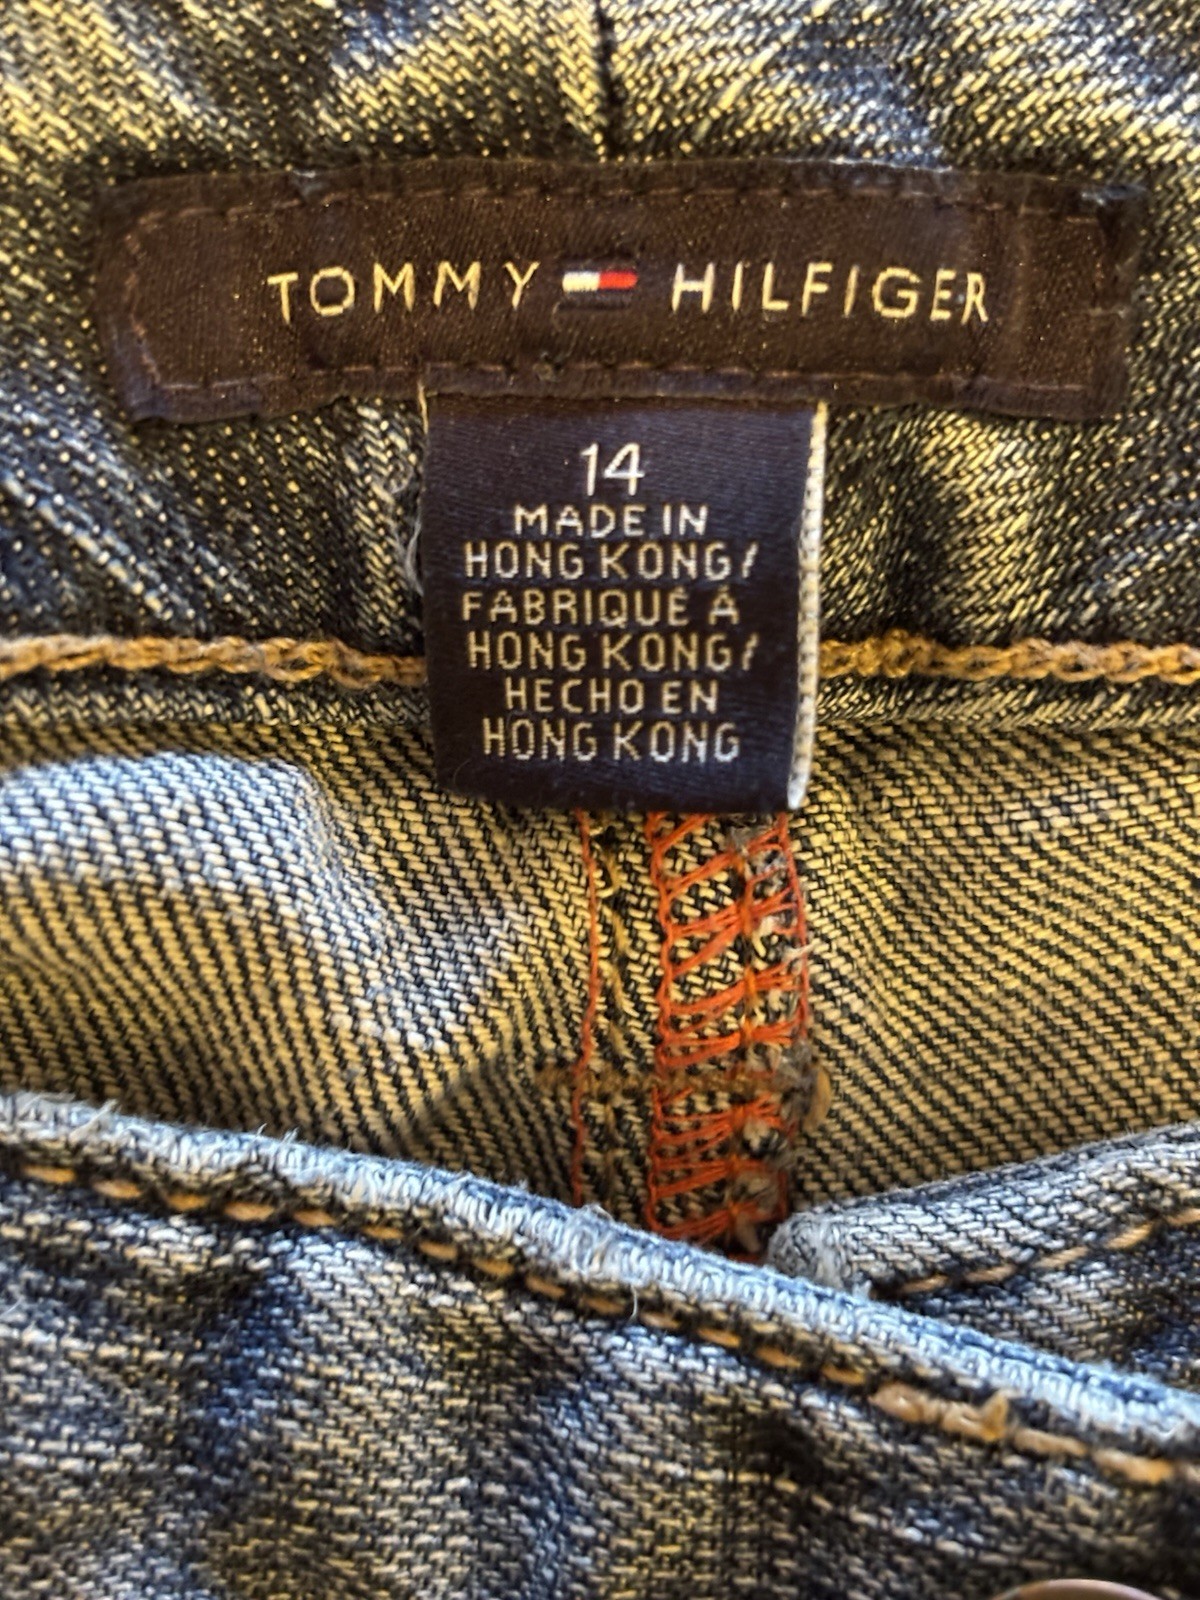 TOMMY HILFIGER
14
MADE IN
HONG KONG/
FABRIQUÉ À
HONG KONG/
HECHO EN
HONG KONG